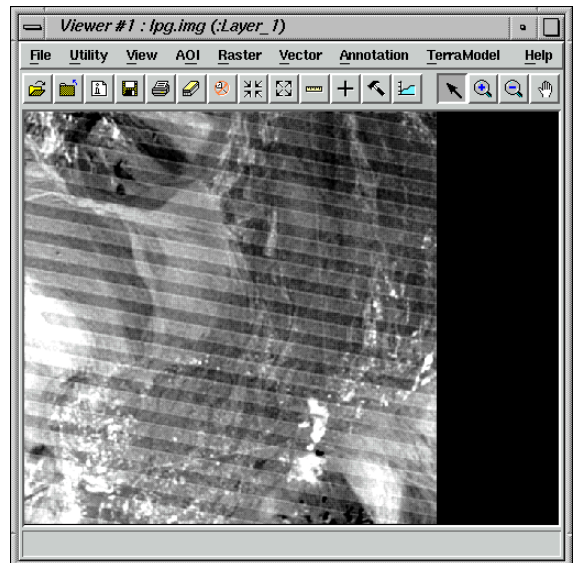 Viewer #1 : lpg.img (:Layer_1)
File Utility View AOI Raster Vector Annotation TerraModel Help